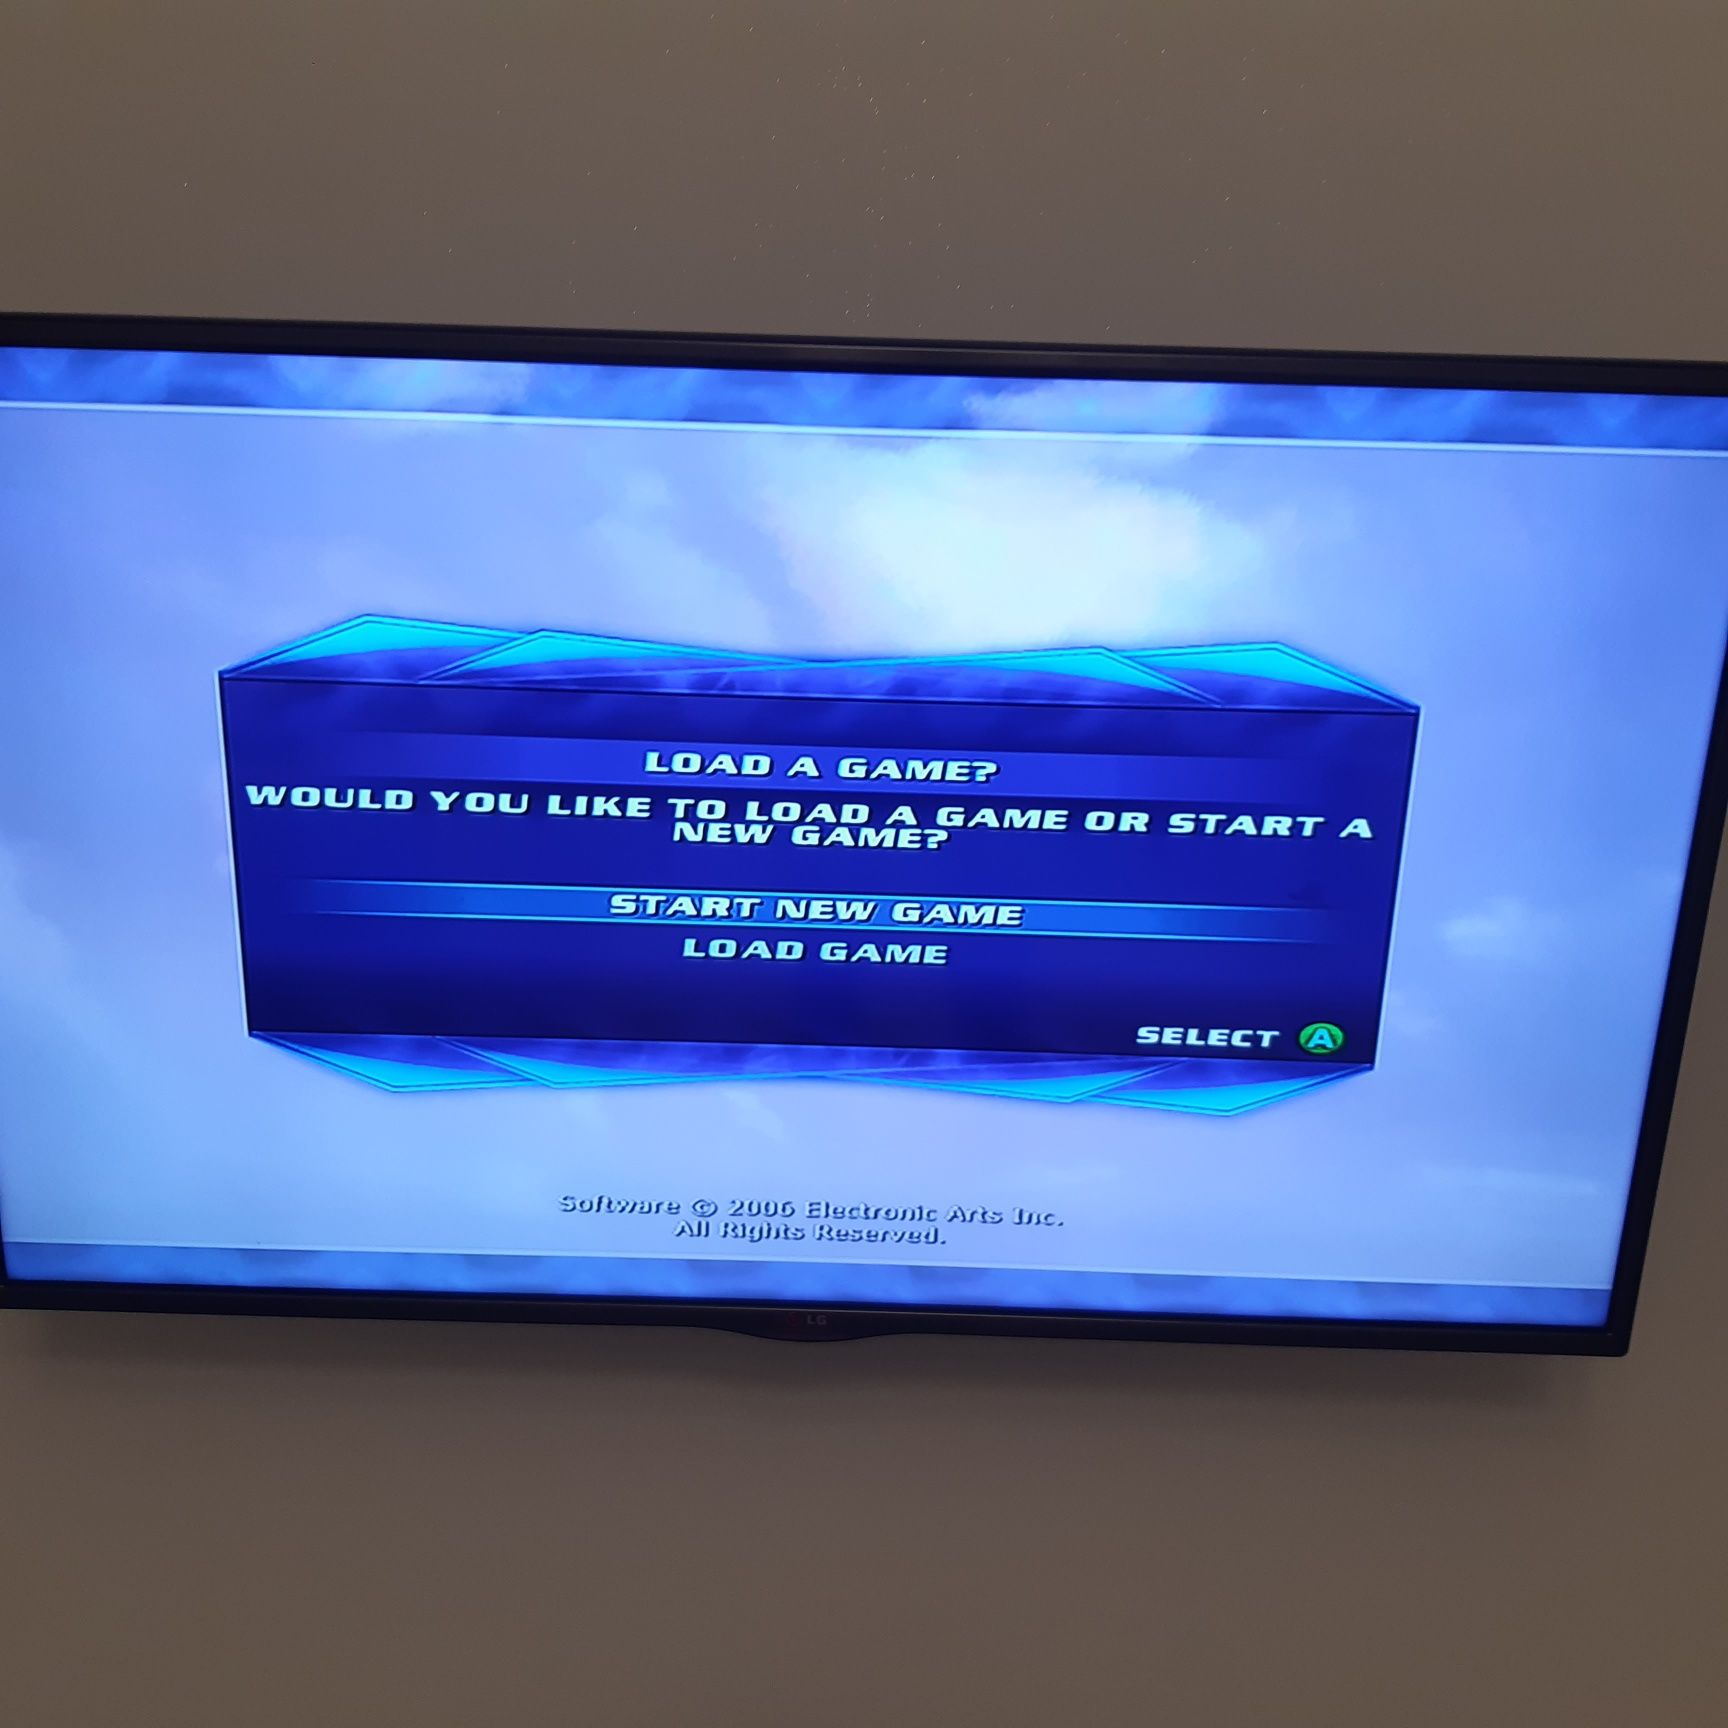 LOAD A GAME?
WOULD YOU LIKE TO LOAD A GAME OR START A
NEW GAME?
START NEW GAME
LOAD GAME
SELECT A
Software © 2006 Electronic Arts Inc.
All Rights Reserved.
LG